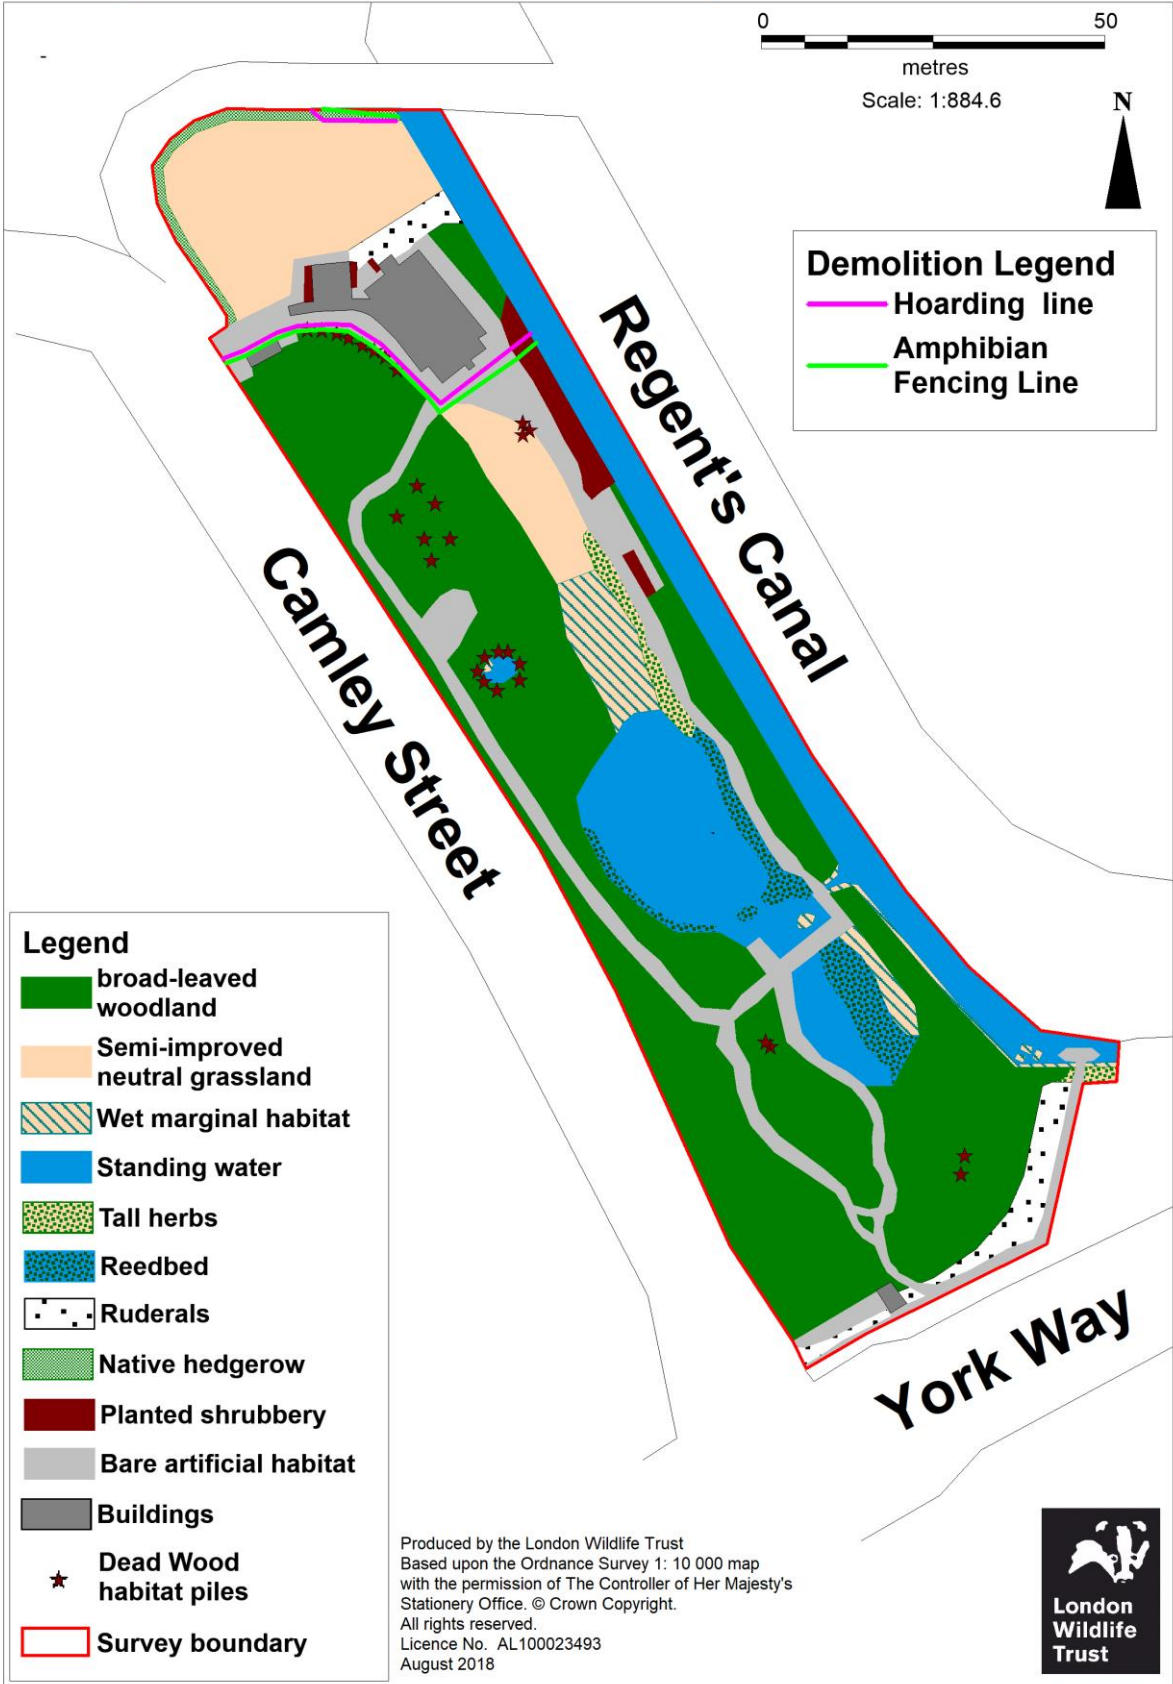 0
50
metres
Scale: 1:884.6
N
Demolition Legend
Hoarding line
Amphibian
Fencing Line
Regent's Canal
Camley Street
York Way
Legend
broad-leaved
woodland
Semi-improved
neutral grassland
Wet marginal habitat
Standing water
Tall herbs
Reedbed
Ruderals
Native hedgerow
Planted shrubbery
Bare artificial habitat
Buildings
Dead Wood
habitat piles
Survey boundary
Produced by the London Wildlife Trust
Based upon the Ordnance Survey 1: 10 000 map
with the permission of The Controller of Her Majesty's
Stationery Office. © Crown Copyright.
All rights reserved.
Licence No. AL100023493
August 2018
London
Wildlife
Trust